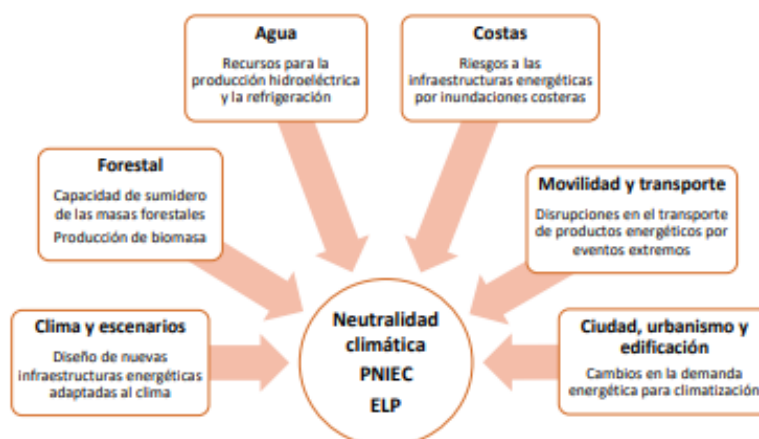 Agua
Recursos para la
producción hidroeléctrica
y la refrigeración
Costas
Riesgos a las
infraestructuras energéticas
por inundaciones costeras
Forestal
Capacidad de sumidero
de las masas forestales
Producción de biomasa
Movilidad y transporte
Disrupciones en el transporte
de productos energéticos por
eventos extremos
Clima y escenarios
Diseño de nuevas
infraestructuras energéticas
adaptadas al clima
Neutralidad
climática
PNIEC
ELP
Ciudad, urbanismo y
edificación
Cambios en la demanda
energética para climatización